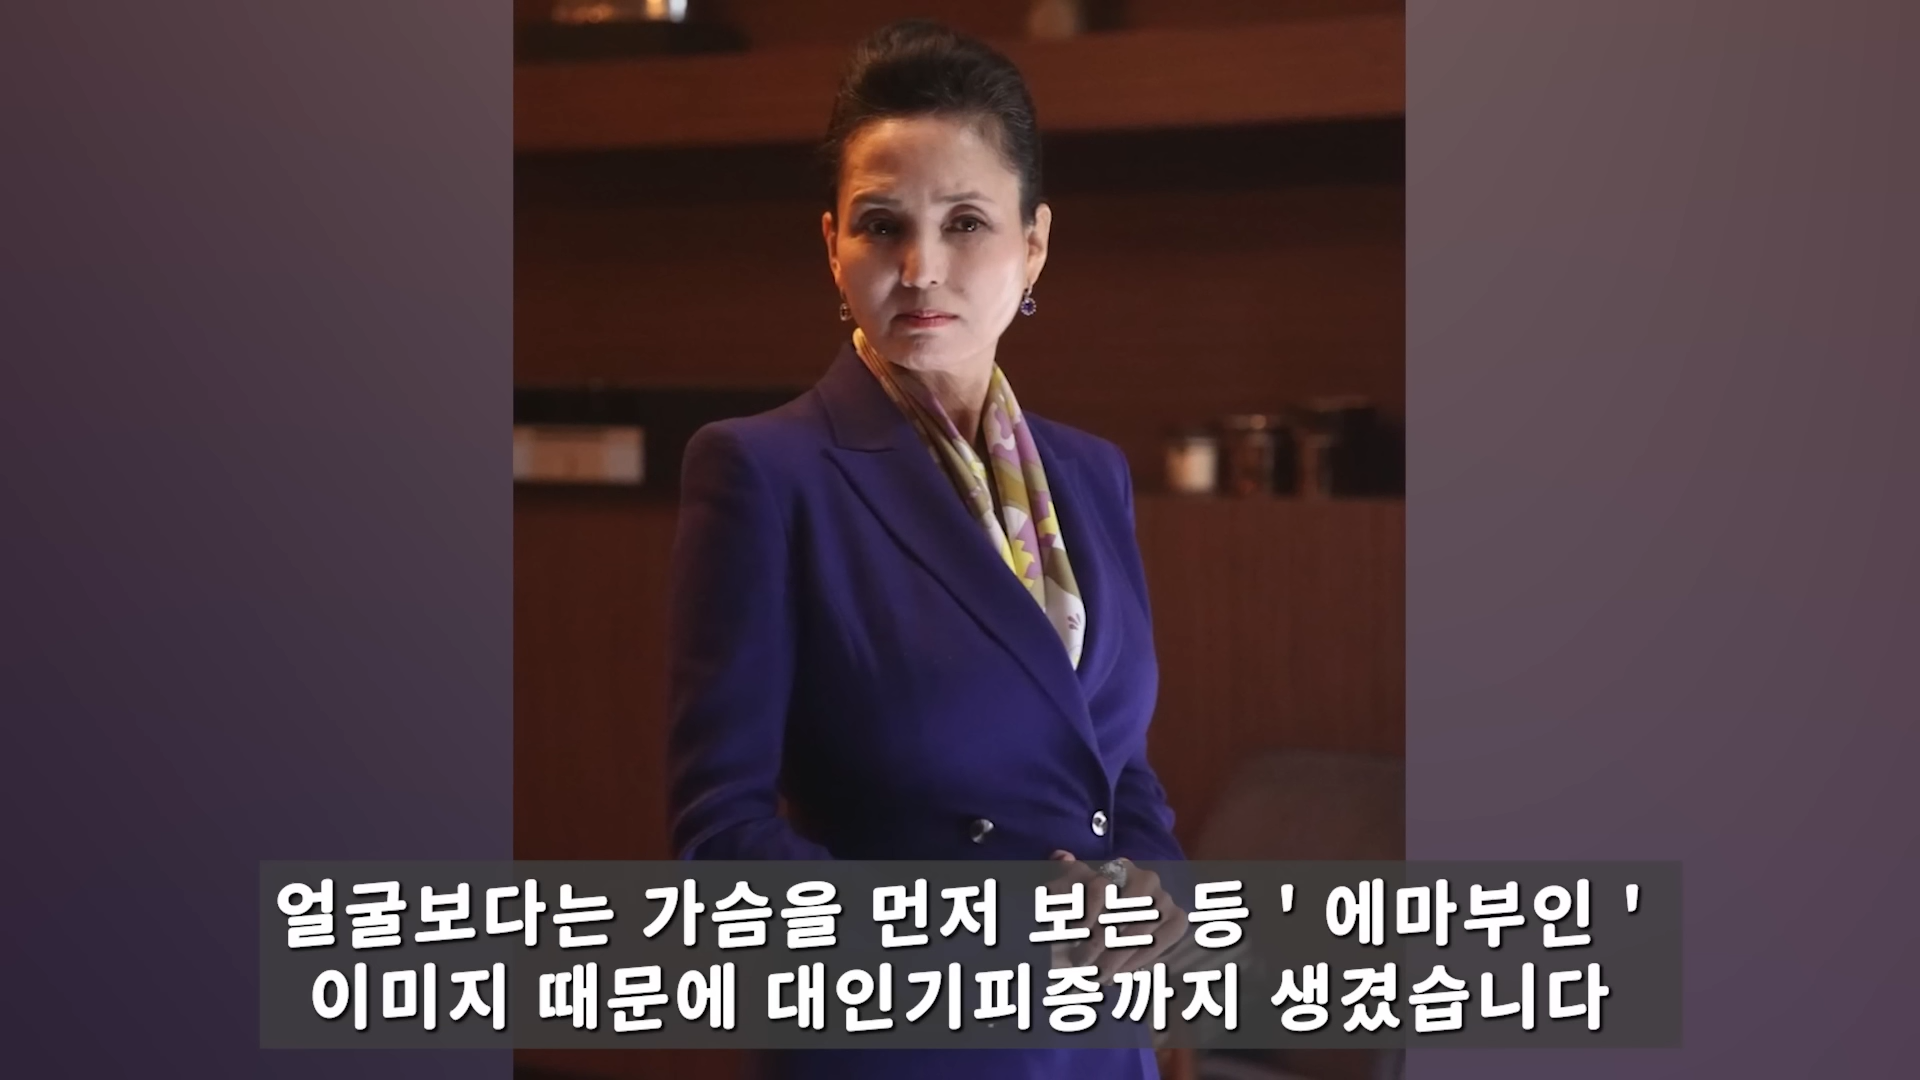 얼굴보다는 가슴을 먼저 보는 등 ' 에마부인 '
이미지 때문에 대인기피증까지 생겼습니다